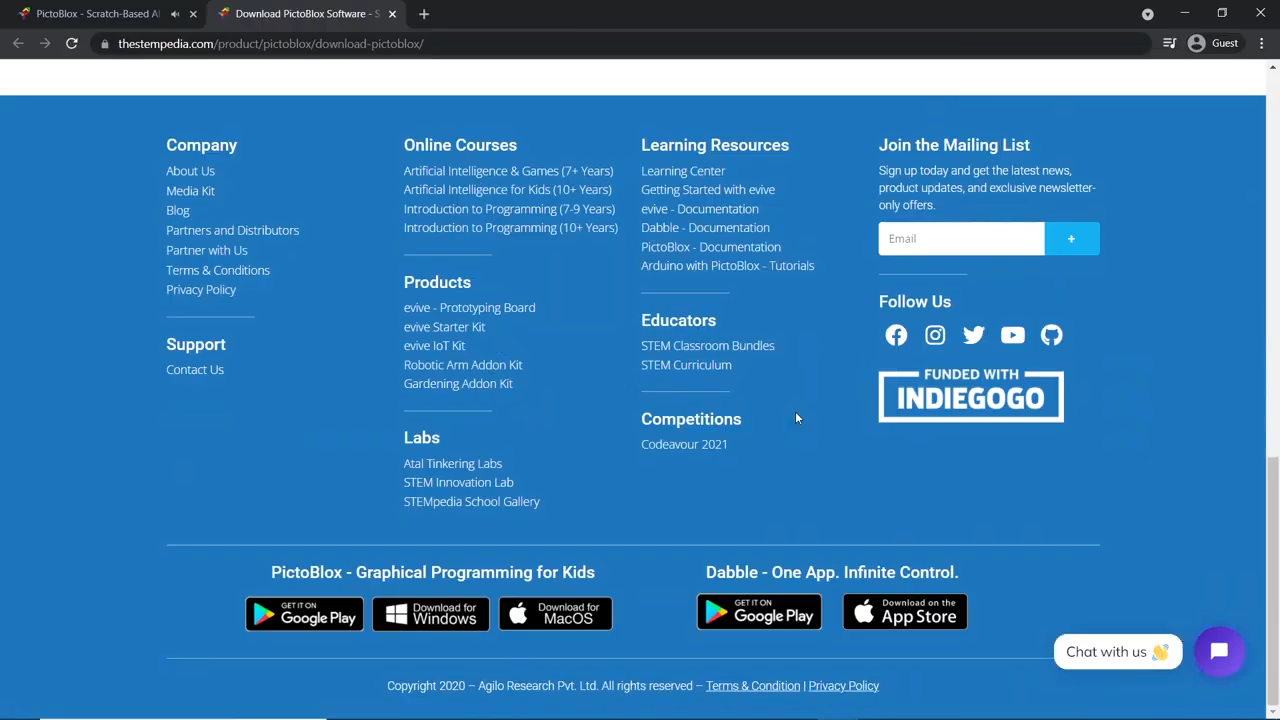 PictoBlox - Scratch-Based AI
Download PictoBlox Software - S
thestempedia.com/product/pictoblox/download-pictoblox/
Guest
Company
About Us
Media Kit
Blog
Partners and Distributors
Partner with Us
Terms & Conditions
Privacy Policy
Support
Contact Us
Online Courses
Artificial Intelligence & Games (7+ Years)
Artificial Intelligence for Kids (10+ Years)
Introduction to Programming (7-9 Years)
Introduction to Programming (10+ Years)
Products
evive - Prototyping Board
evive Starter Kit
evive IoT Kit
Robotic Arm Addon Kit
Gardening Addon Kit
Labs
Atal Tinkering Labs
STEM Innovation Lab
STEMpedia School Gallery
Learning Resources
Learning Center
Getting Started with evive
evive - Documentation
Dabble - Documentation
PictoBlox - Documentation
Arduino with PictoBlox - Tutorials
Educators
STEM Classroom Bundles
STEM Curriculum
Competitions
Codeavour 2021
Join the Mailing List
Sign up today and get the latest news,
product updates, and exclusive newsletter-
only offers.
Email
+
Follow Us
FUNDED WITH
INDIEGOGO
PictoBlox - Graphical Programming for Kids
GET IT ON
Google Play
Download for
Windows
Download for
MacOS
Dabble - One App. Infinite Control.
GET IT ON
Google Play
Download on the
App Store
Chat with us 👋
Copyright 2020 – Agilo Research Pvt. Ltd. All rights reserved – Terms & Condition | Privacy Policy